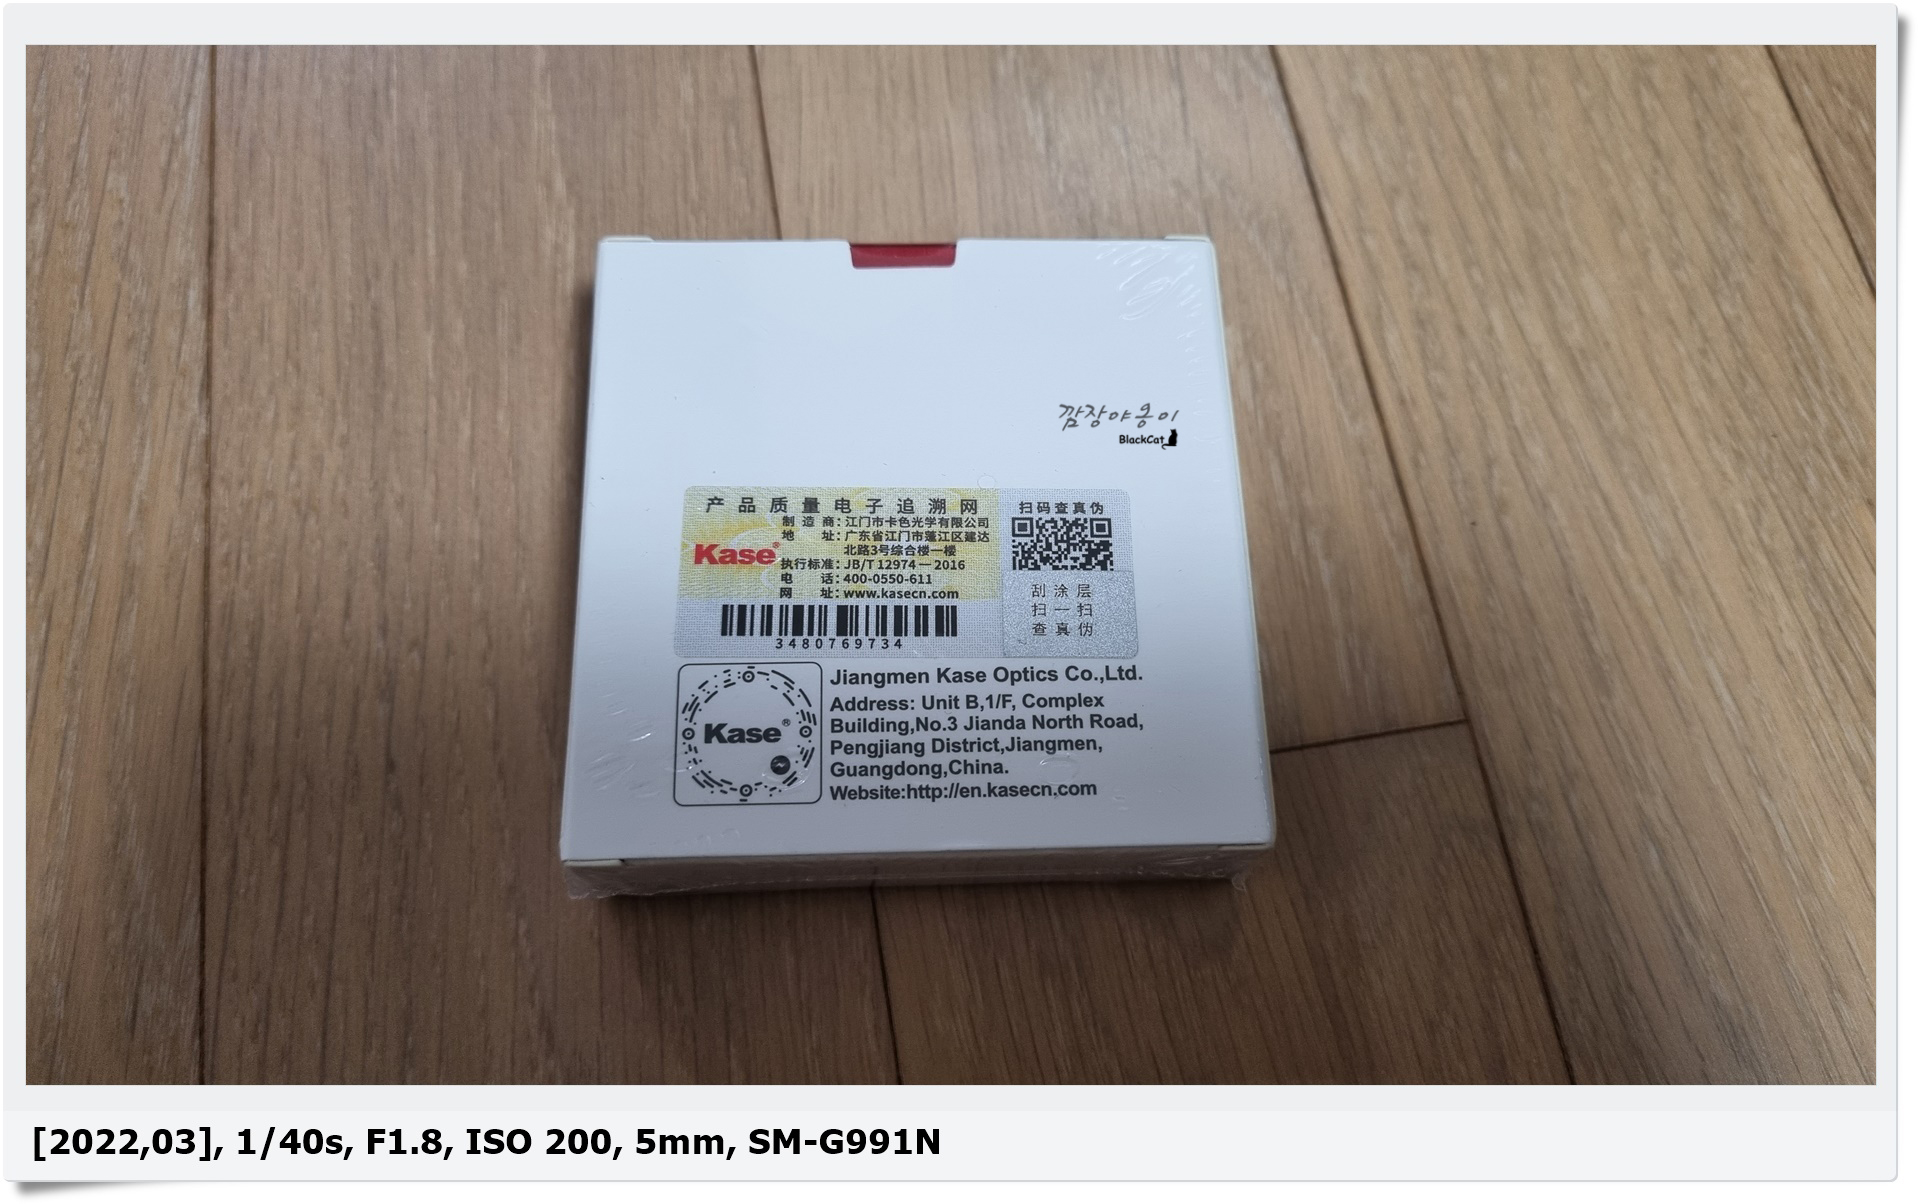 깜장야옹이
BlackCat
产品质量电子追溯网
扫码查真伪
Kase®
制造商：江门市卡色光学有限公司
地址：广东省江门市蓬江区建达
北路3号综合楼一楼
执行标准：JB/T 12974—2016
电话：400-0550-611
网址：www.kasecn.com
刮涂层
扫一扫
查真伪
3480769734
Kase®
Jiangmen Kase Optics Co.,Ltd.
Address: Unit B,1/F, Complex
Building,No.3 Jianda North Road,
Pengjiang District,Jiangmen,
Guangdong,China.
Website:http://en.kasecn.com
[2022,03], 1/40s, F1.8, ISO 200, 5mm, SM-G991N